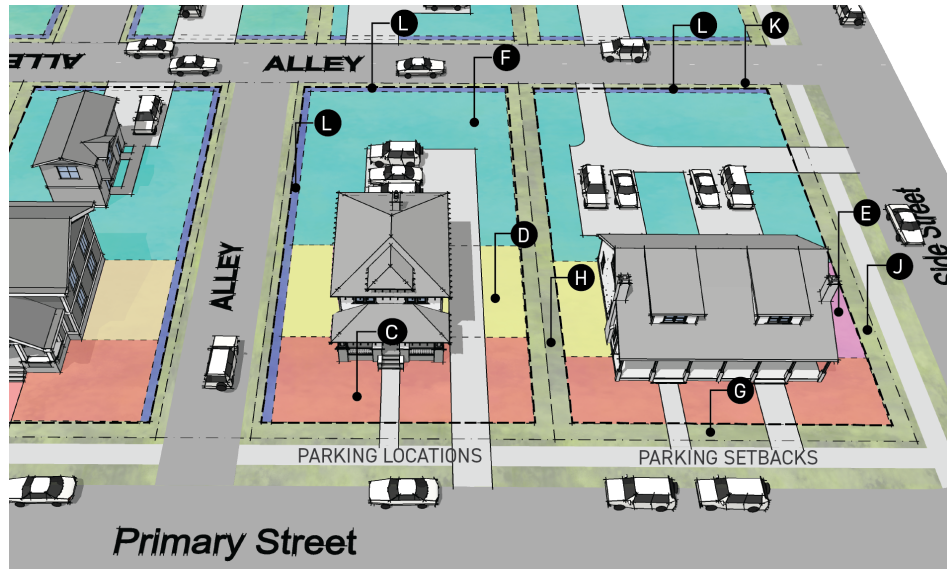 L
L
K
ALLEY
ALLEY
F
L
D
E
H
J
Side Street
ALLEY
C
G
PARKING LOCATIONS
PARKING SETBACKS
Primary Street